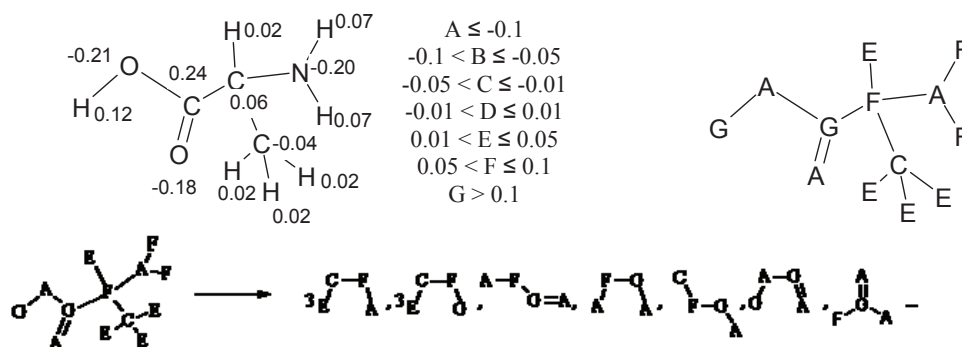 H 0.02 H 0.07
-0.21 O 0.24 C N -0.20
H 0.12 C 0.06 H 0.07
O C -0.04
-0.18 H H 0.02
0.02 H
0.02
A ≤ -0.1
-0.1 < B ≤ -0.05
-0.05 < C ≤ -0.01
-0.01 < D ≤ 0.01
0.01 < E ≤ 0.05
0.05 < F ≤ 0.1
G > 0.1
E F
A F A
G G F
A C
E E E
E F
A A F
G G F
A C E
E E
C F A F F G C A G A
3E A , 3E G , G A , A A , F G A , G A , F G A –